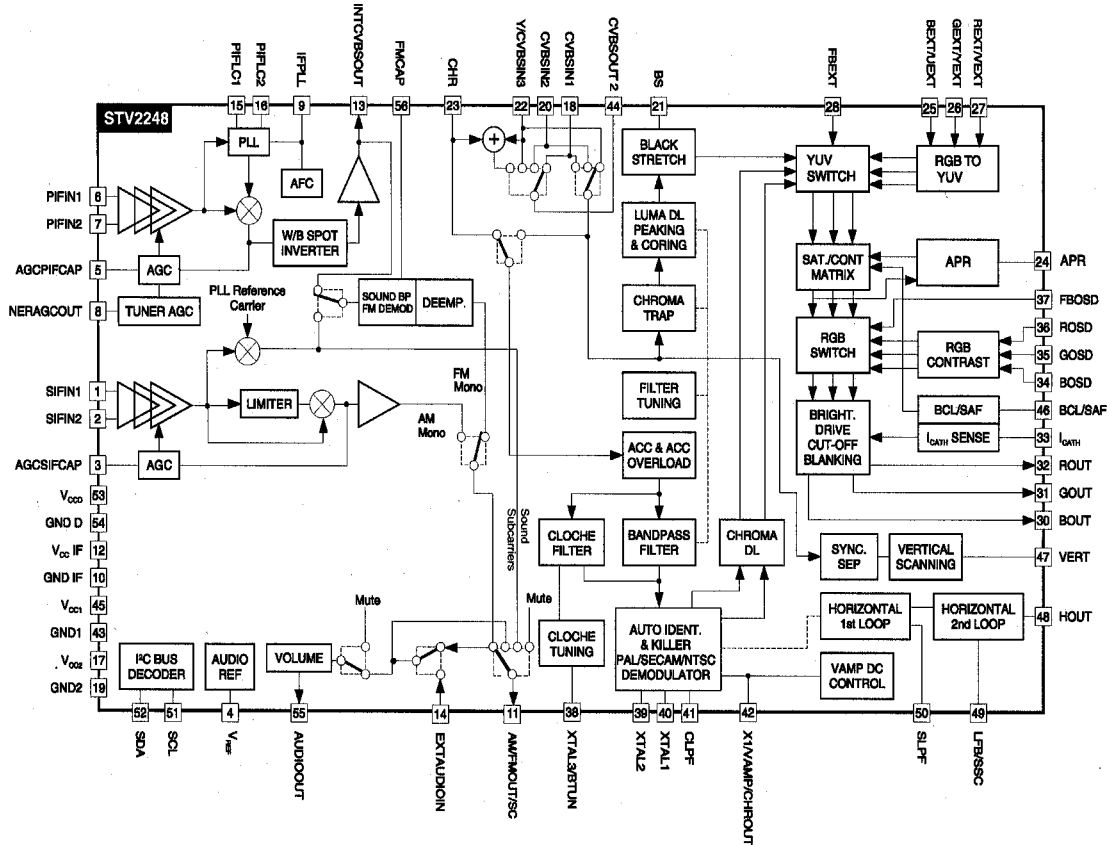 PIFLC1
PIFLC2
IFPLL
INTCVBSOUT
FMCAP
CHR
Y/CVBSIN3
CVBSIN2
CVBSIN1
CVBSOUT 2
BS
FBEXT
BEXT/UEXT
GEXT/YEXT
REXT/VEXT
15
16
9
13
56
23
22
20
18
44
21
28
25
26
27
STV2248
PLL
AFC
+
BLACK
STRETCH
YUV
SWITCH
RGB TO
YUV
PIFIN1
6
PIFIN2
7
W/B SPOT
INVERTER
LUMA DL
PEAKING
& CORING
AGCPIFCAP
5
AGC
SAT./CONT
MATRIX
APR
24
APR
NERAGCOUT
8
TUNER AGC
PLL Reference
Carrier
SOUND BP
FM DEMOD
DEEMP.
CHROMA
TRAP
37
FBOSD
RGB
SWITCH
RGB
CONTRAST
36
ROSD
35
GOSD
34
BOSD
SIFIN1
1
SIFIN2
2
LIMITER
FM
Mono
AM
Mono
FILTER
TUNING
BRIGHT.
DRIVE
CUT-OFF
BLANKING
BCL/SAF
46
BCL/SAF
ICATH SENSE
33
ICATH
AGCSIFCAP
3
AGC
ACC & ACC
OVERLOAD
32
ROUT
31
GOUT
30
BOUT
VCCD
53
GND D
54
VCC IF
12
GND IF
10
VCC1
45
GND1
43
VCC2
17
GND2
19
Sound
Subcarriers
CLOCHE
FILTER
BANDPASS
FILTER
CHROMA
DL
SYNC.
SEP
VERTICAL
SCANNING
47
VERT
Mute
Mute
HORIZONTAL
1st LOOP
HORIZONTAL
2nd LOOP
48
HOUT
I²C BUS
DECODER
AUDIO
REF
VOLUME
CLOCHE
TUNING
AUTO IDENT.
& KILLER
PAL/SECAM/NTSC
DEMODULATOR
VAMP DC
CONTROL
52
51
4
55
14
11
38
39
40
41
42
50
49
SDA
SCL
VREF
AUDIOOUT
EXTAUDIOIN
AM/FMOUT/SC
XTAL3/BTUN
XTAL2
XTAL1
CLPF
X1/VAMP/CHROUT
SLPF
LFB/SSC